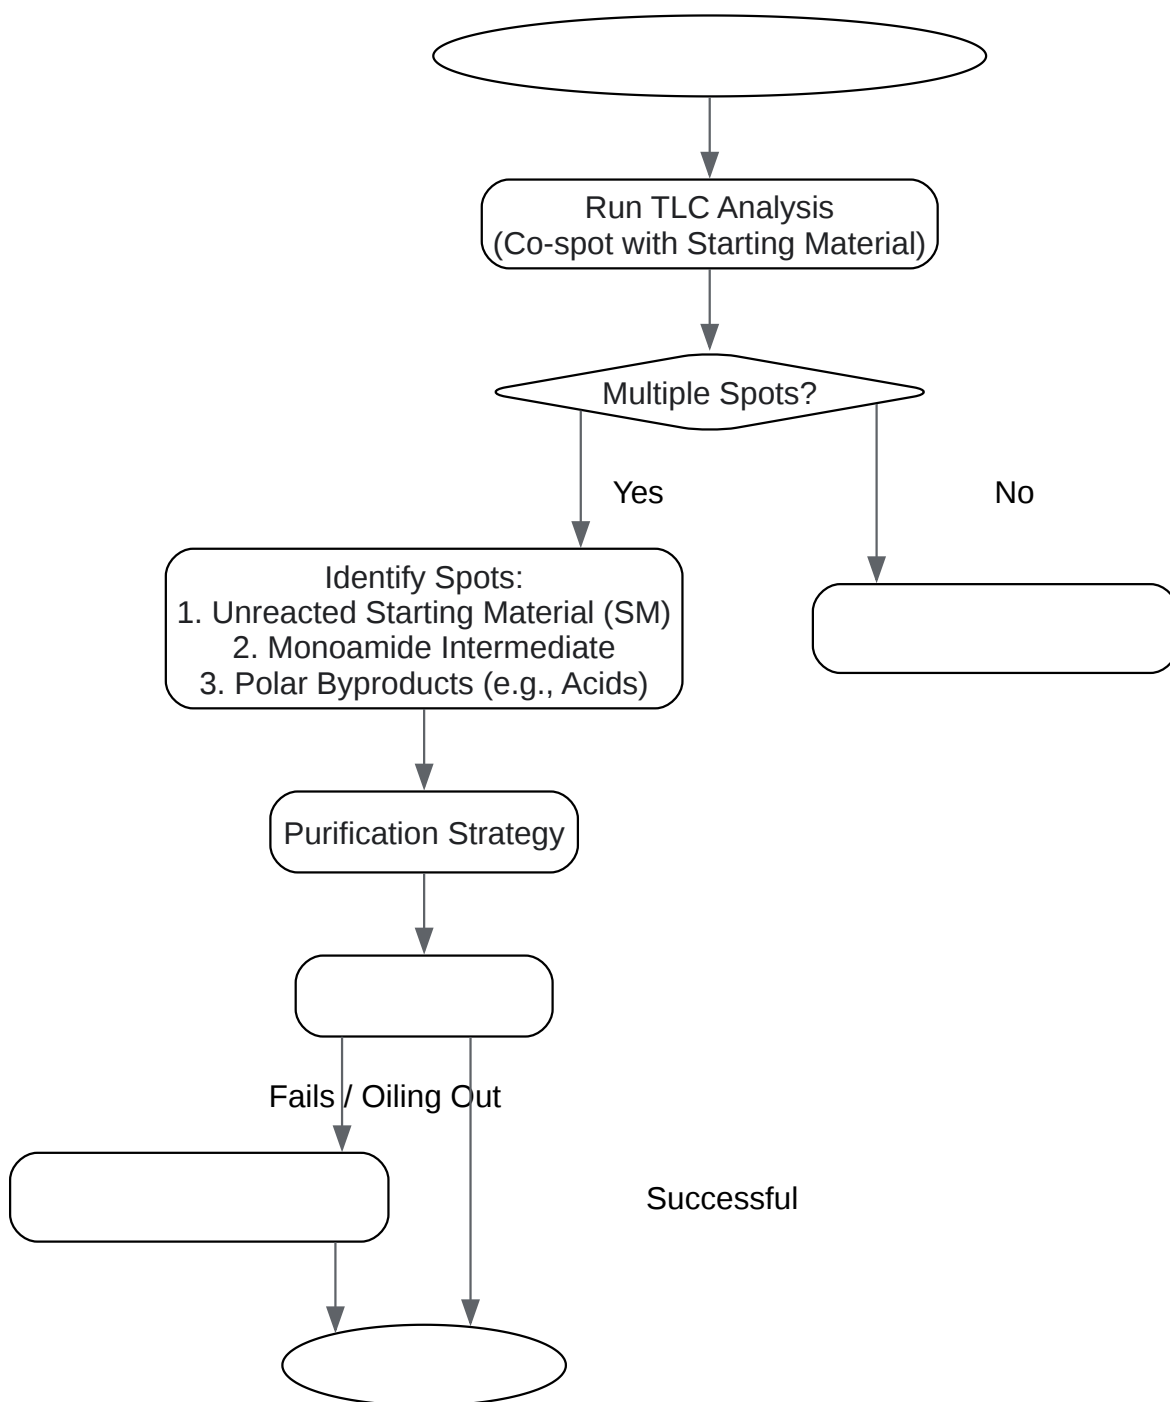 Run TLC Analysis
(Co-spot with Starting Material)
Multiple Spots?
Yes
No
Identify Spots:
1. Unreacted Starting Material (SM)
2. Monoamide Intermediate
3. Polar Byproducts (e.g., Acids)
Purification Strategy
Fails / Oiling Out
Successful